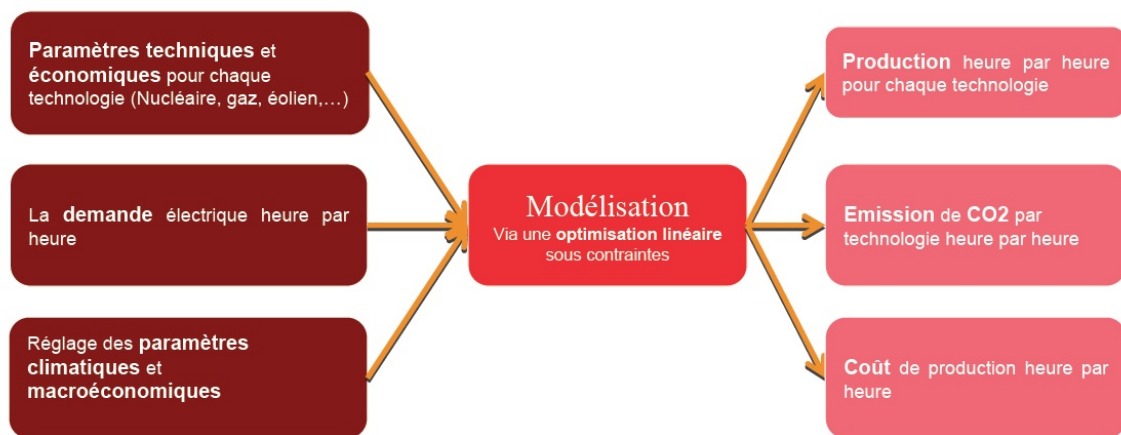 Paramètres techniques et
économiques pour chaque
technologie (Nucléaire, gaz, éolien,…)
La demande électrique heure par
heure
Réglage des paramètres
climatiques et
macroéconomiques
Modélisation
Via une optimisation linéaire
sous contraintes
Production heure par heure
pour chaque technologie
Emission de CO2 par
technologie heure par heure
Coût de production heure par
heure